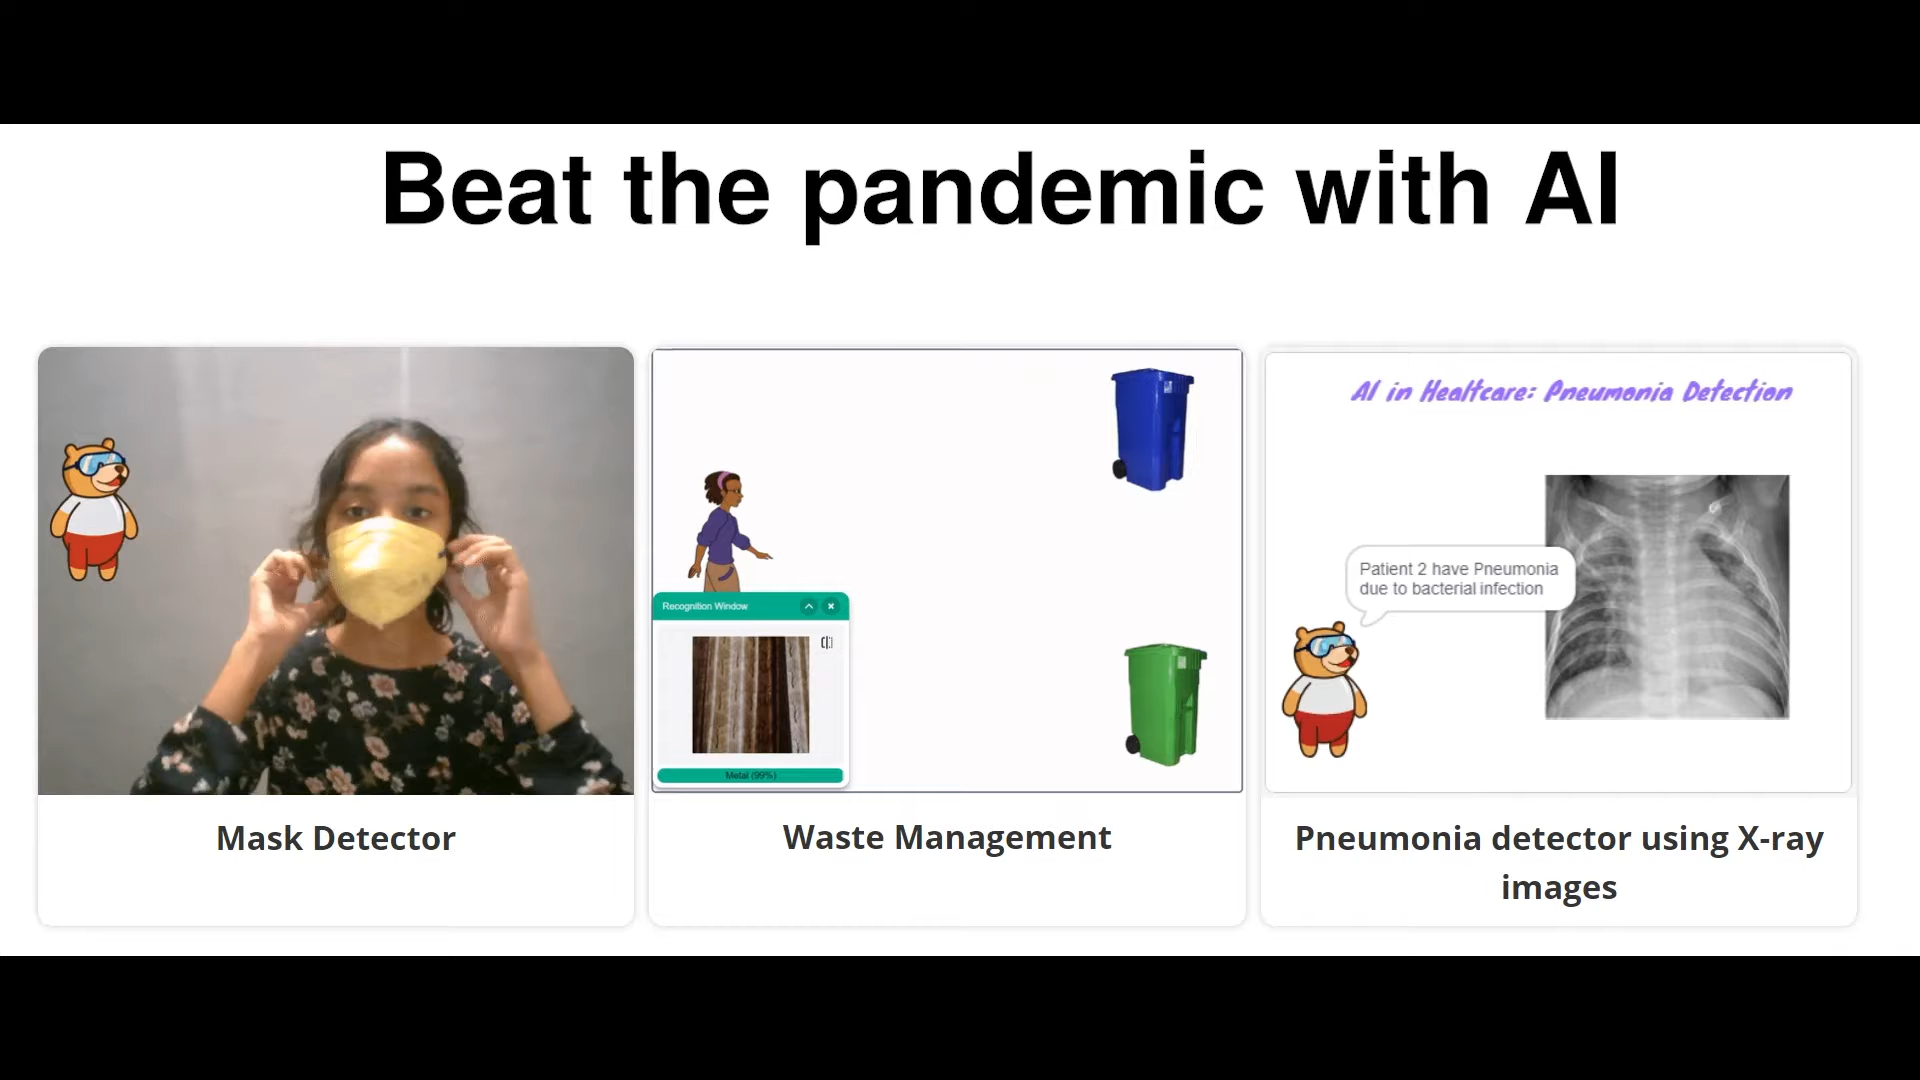 Beat the pandemic with AI
AI in Healtcare: Pneumonia Detection
Patient 2 have Pneumonia
due to bacterial infection
Recognition Window
Metal (99%)
Mask Detector
Waste Management
Pneumonia detector using X-ray
images